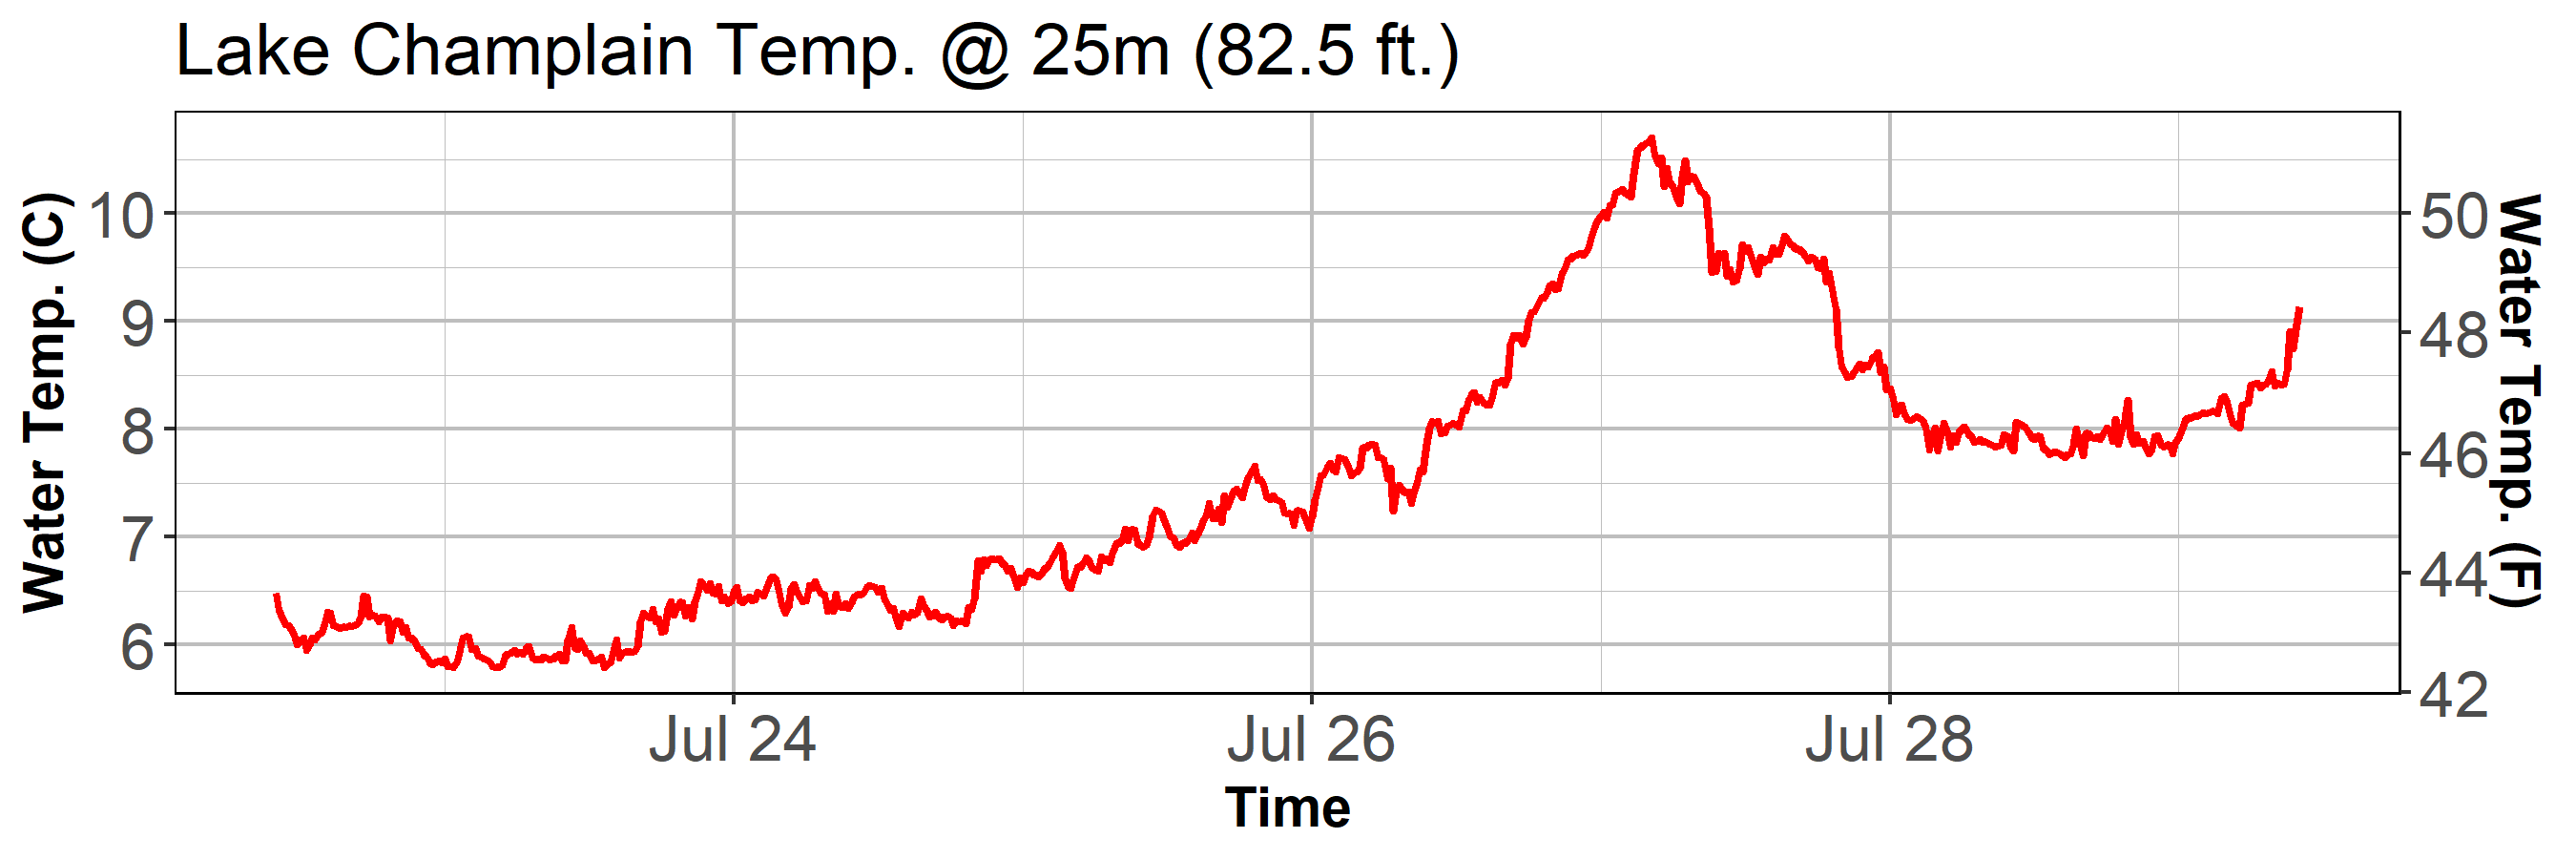 Lake Champlain Temp. @ 25m (82.5 ft.)
Water Temp. (C)
10
9
8
7
6
50
48
46
44
42
Water Temp. (F)
Jul 24
Jul 26
Jul 28
Time